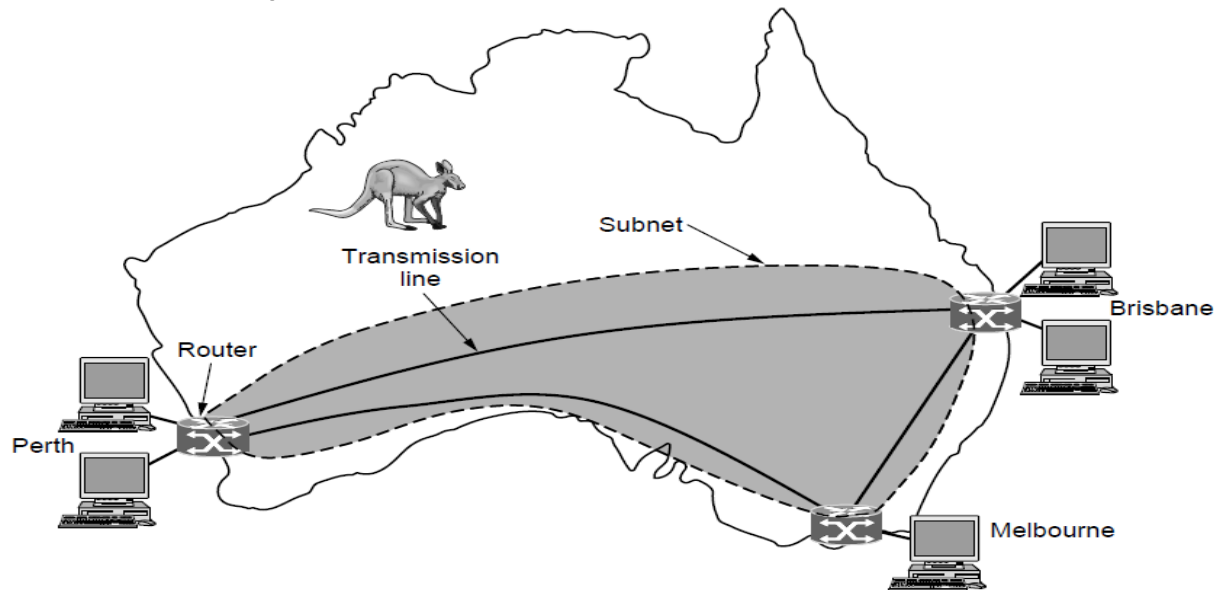 Subnet
Transmission
line
Brisbane
Router
Perth
Melbourne